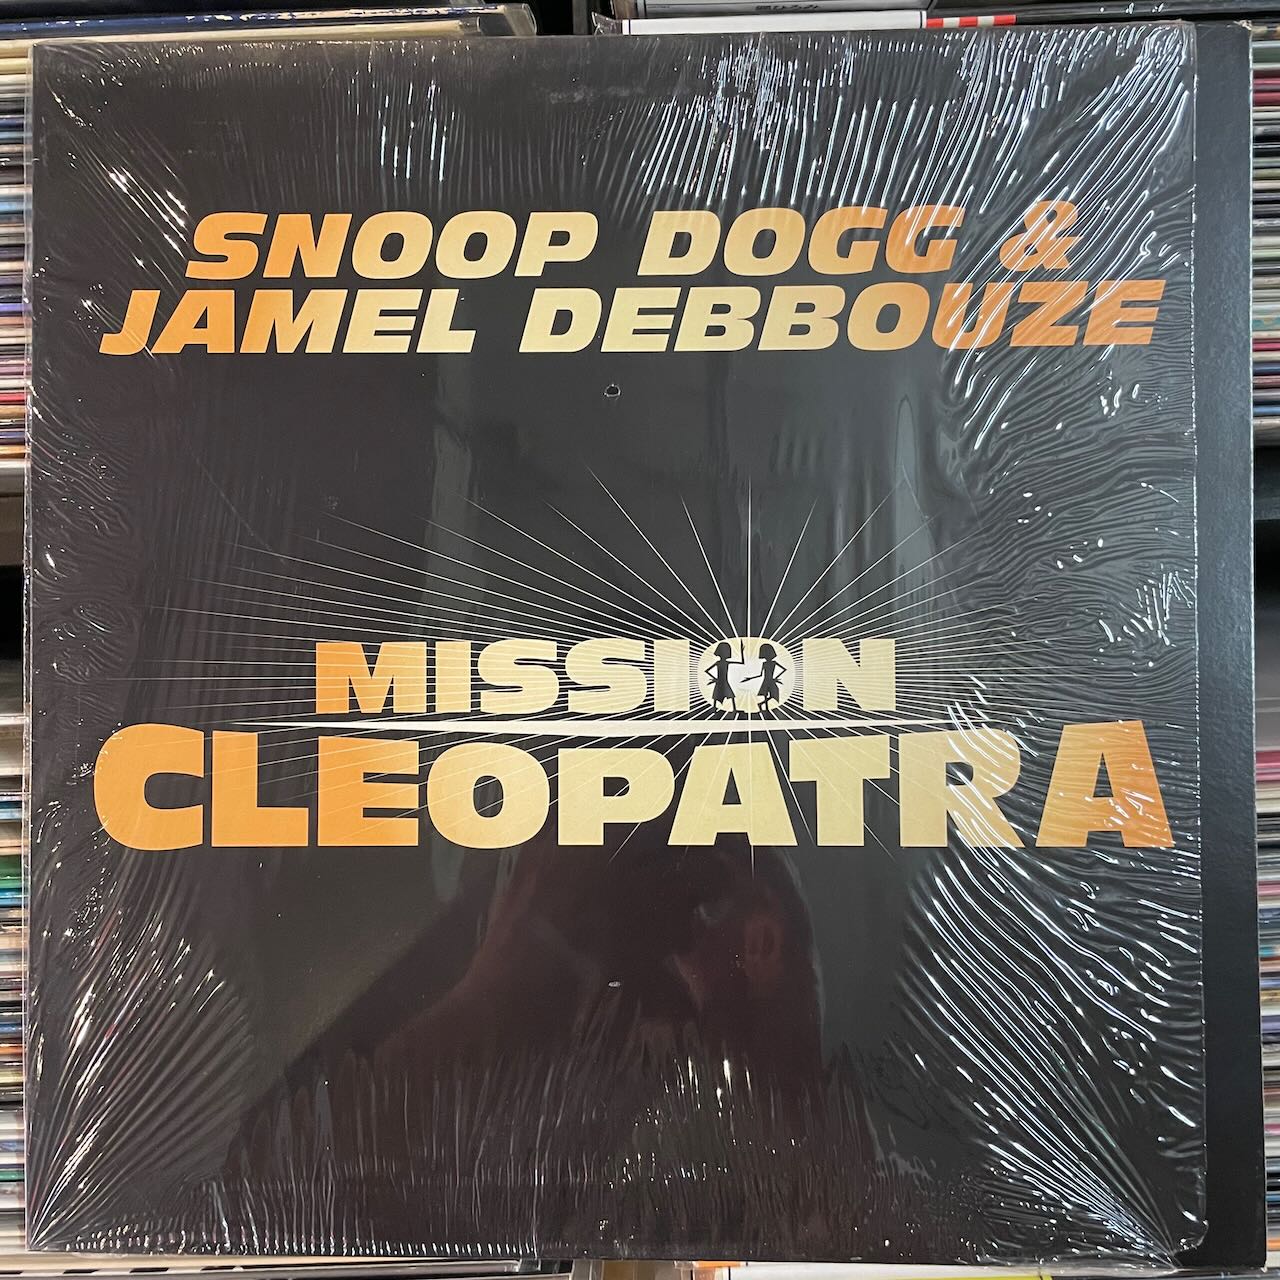 SNOOP DOGG &
JAMEL DEBBOUZE
MISSION
CLEOPATRA